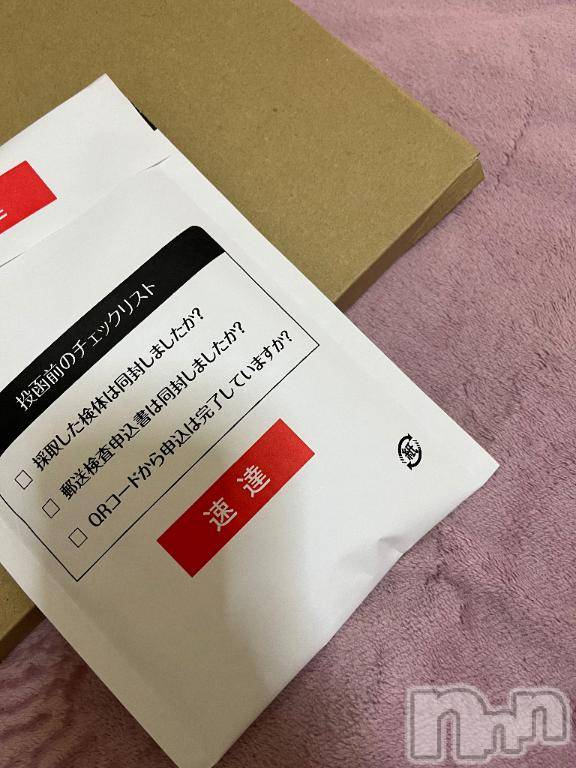 投函前のチェックリスト
□ 採取した検体は同封しましたか?
□ 郵送検査申込書は同封しましたか?
□ QRコードから申込は完了していますか?
速達
紙
nnn